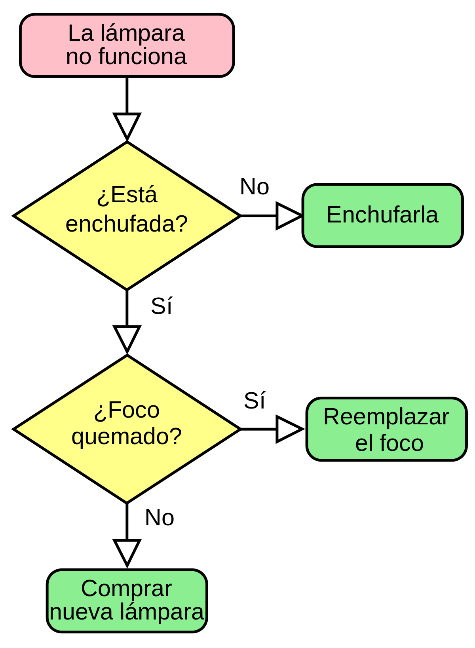 La lámpara
no funciona
¿Está
enchufada?
No
Enchufarla
Sí
¿Foco
quemado?
Sí
Reemplazar
el foco
No
Comprar
nueva lámpara